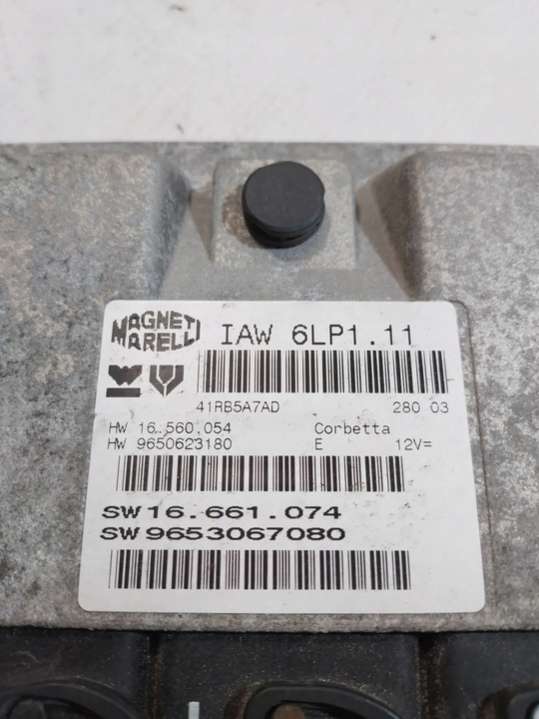 MAGNETI
MARELLI
IAW 6LP1.11
41RB5A7AD 280 03
HW 16.560.054 Corbetta
HW 9650623180 E 12V=
SW16.661.074
SW9653067080